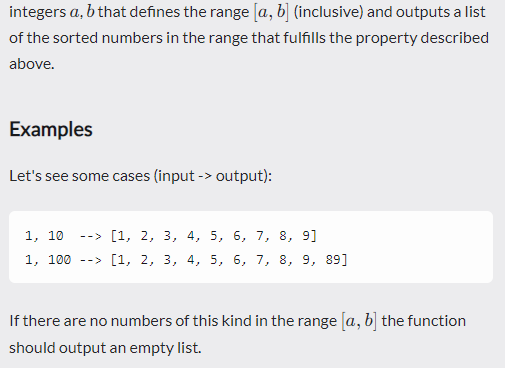 integers a, b that defines the range [a, b] (inclusive) and outputs a list
of the sorted numbers in the range that fulfills the property described
above.
Examples
Let's see some cases (input -> output):
1, 10  --> [1, 2, 3, 4, 5, 6, 7, 8, 9]
1, 100 --> [1, 2, 3, 4, 5, 6, 7, 8, 9, 89]
If there are no numbers of this kind in the range [a, b] the function
should output an empty list.